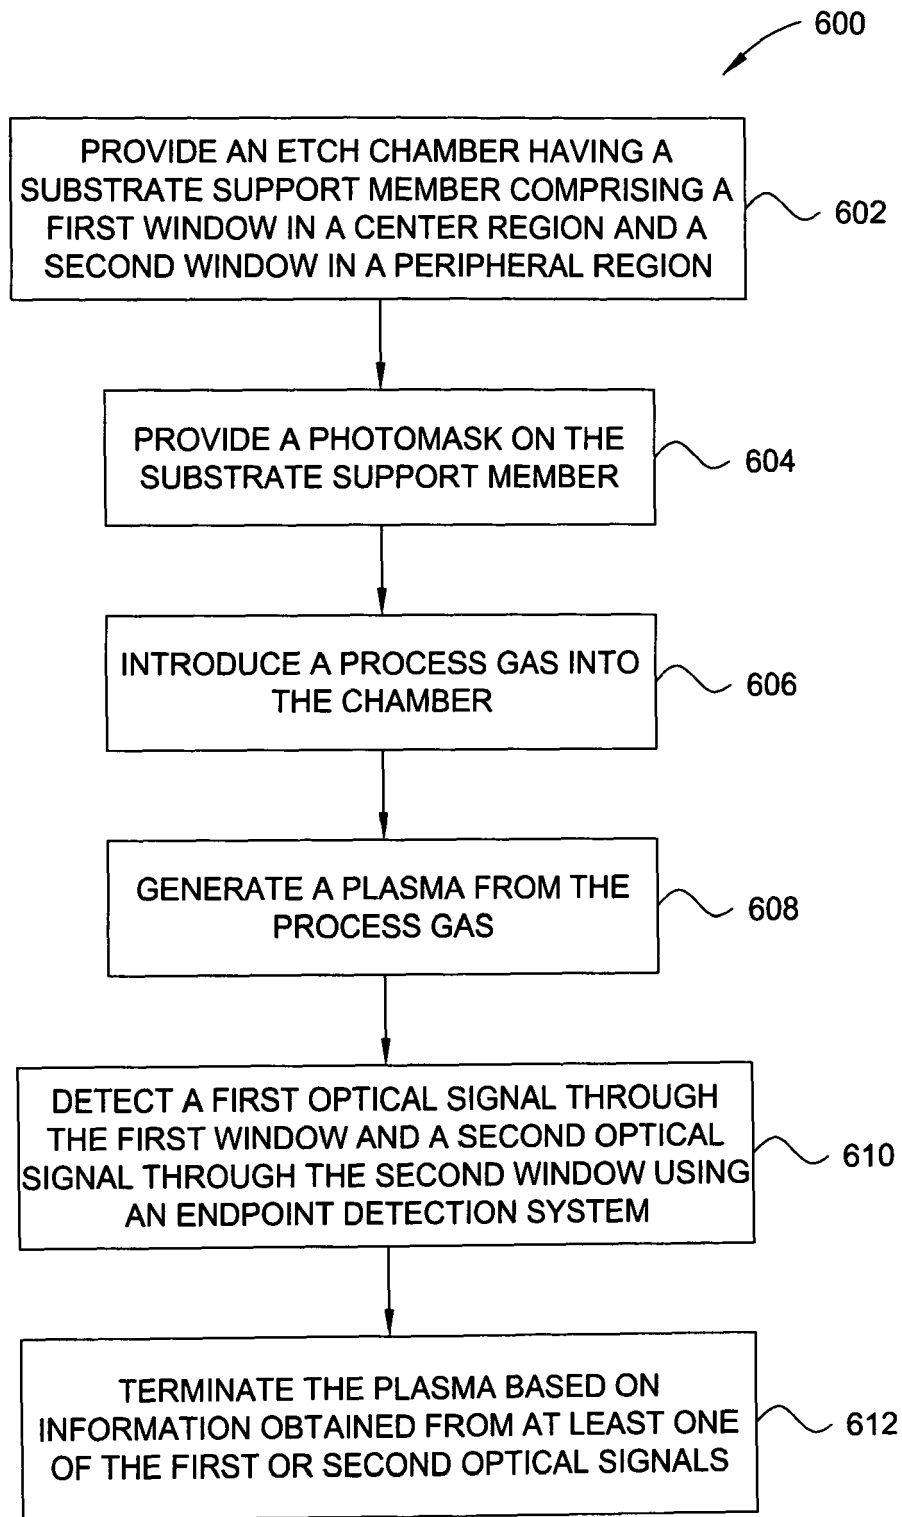 600
PROVIDE AN ETCH CHAMBER HAVING A
SUBSTRATE SUPPORT MEMBER COMPRISING A
FIRST WINDOW IN A CENTER REGION AND A
SECOND WINDOW IN A PERIPHERAL REGION
602
PROVIDE A PHOTOMASK ON THE
SUBSTRATE SUPPORT MEMBER
604
INTRODUCE A PROCESS GAS INTO
THE CHAMBER
606
GENERATE A PLASMA FROM THE
PROCESS GAS
608
DETECT A FIRST OPTICAL SIGNAL THROUGH
THE FIRST WINDOW AND A SECOND OPTICAL
SIGNAL THROUGH THE SECOND WINDOW USING
AN ENDPOINT DETECTION SYSTEM
610
TERMINATE THE PLASMA BASED ON
INFORMATION OBTAINED FROM AT LEAST ONE
OF THE FIRST OR SECOND OPTICAL SIGNALS
612